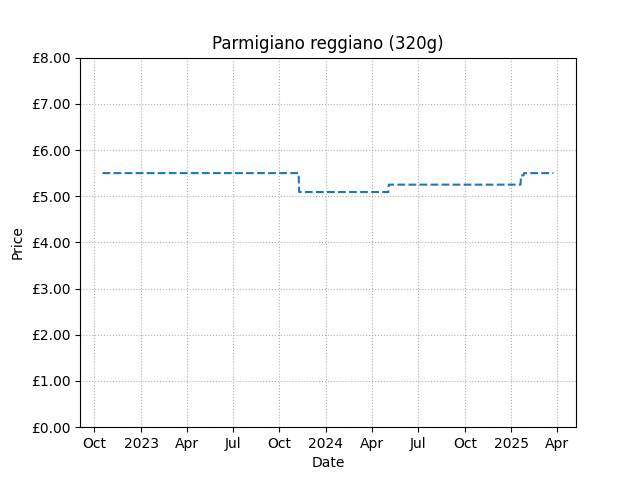 Parmigiano reggiano (320g)
£8.00
£7.00
£6.00
£5.00
£4.00
£3.00
£2.00
£1.00
£0.00
Price
Oct 2023 Apr Jul Oct 2024 Apr Jul Oct 2025 Apr
Date